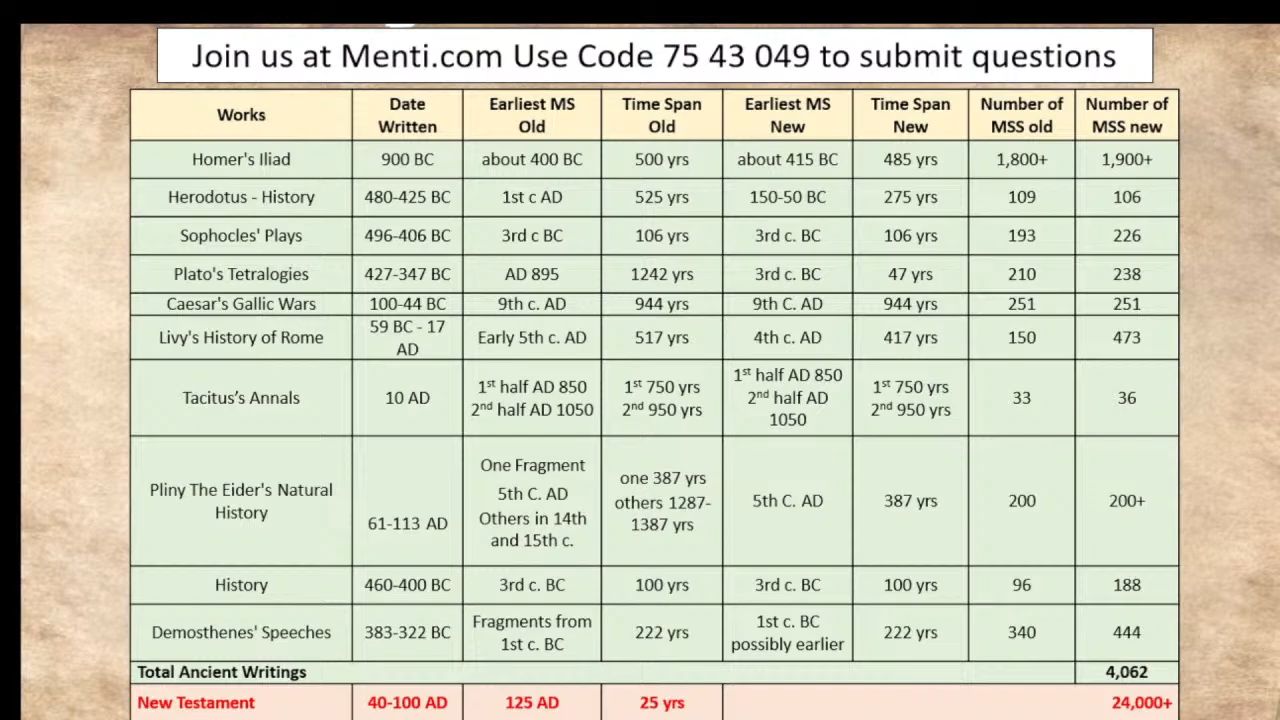 Join us at Menti.com Use Code 75 43 049 to submit questions
Works Date Written Earliest MS Old Time Span Old Earliest MS New Time Span New Number of MSS old Number of MSS new
Homer's Iliad 900 BC about 400 BC 500 yrs about 415 BC 485 yrs 1,800+ 1,900+
Herodotus - History 480-425 BC 1st c AD 525 yrs 150-50 BC 275 yrs 109 106
Sophocles' Plays 496-406 BC 3rd c BC 106 yrs 3rd c. BC 106 yrs 193 226
Plato's Tetralogies 427-347 BC AD 895 1242 yrs 3rd c. BC 47 yrs 210 238
Caesar's Gallic Wars 100-44 BC 9th c. AD 944 yrs 9th C. AD 944 yrs 251 251
Livy's History of Rome 59 BC - 17 AD Early 5th c. AD 517 yrs 4th c. AD 417 yrs 150 473
Tacitus's Annals 10 AD 1st half AD 850 2nd half AD 1050 1st 750 yrs 2nd 950 yrs 1st half AD 850 2nd half AD 1050 1st 750 yrs 2nd 950 yrs 33 36
Pliny The Eider's Natural History 61-113 AD One Fragment 5th C. AD Others in 14th and 15th c. one 387 yrs others 1287-1387 yrs 5th C. AD 387 yrs 200 200+
History 460-400 BC 3rd c. BC 100 yrs 3rd c. BC 100 yrs 96 188
Demosthenes' Speeches 383-322 BC Fragments from 1st c. BC 222 yrs 1st c. BC possibly earlier 222 yrs 340 444
Total Ancient Writings 4,062
New Testament 40-100 AD 125 AD 25 yrs 24,000+